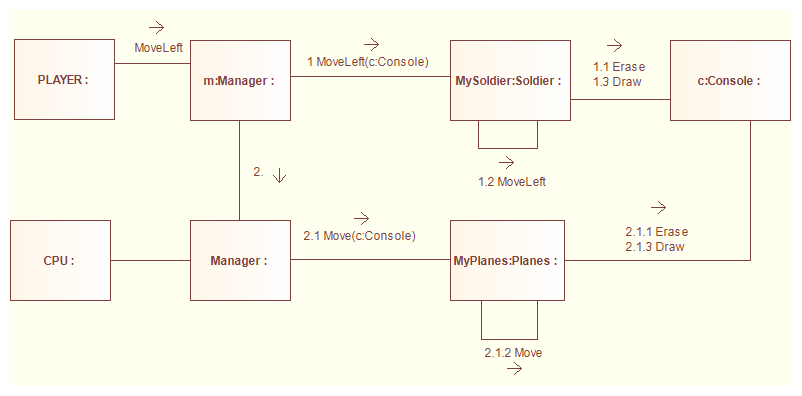 MoveLeft
PLAYER :
m:Manager :
1 MoveLeft(c:Console)
MySoldier:Soldier :
1.1 Erase
1.3 Draw
c:Console :
1.2 MoveLeft
2.
CPU :
Manager :
2.1 Move(c:Console)
MyPlanes:Planes :
2.1.1 Erase
2.1.3 Draw
2.1.2 Move